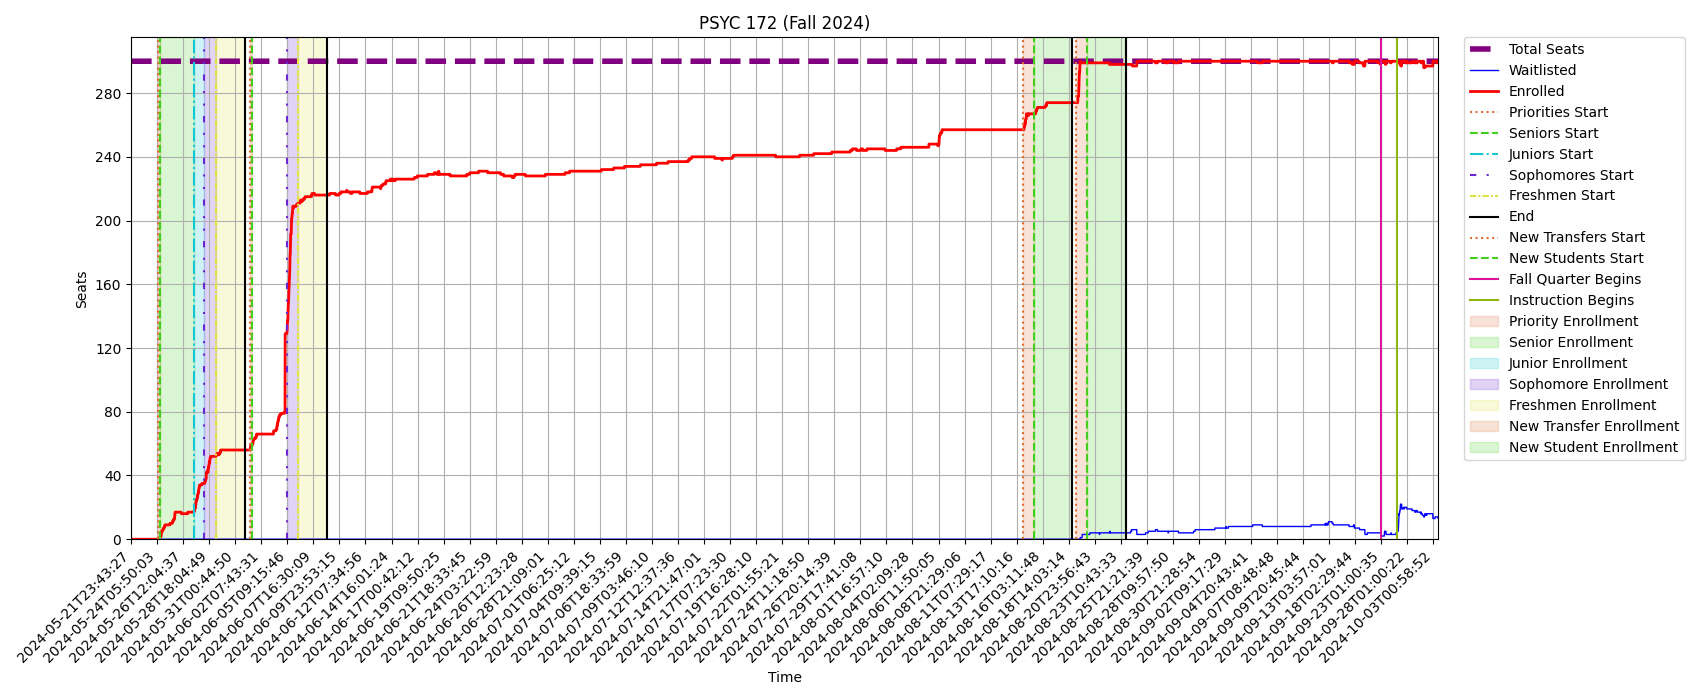 PSYC 172 (Fall 2024)
Seats
280
240
200
160
120
80
40
0
2024-05-21T23:43:27
2024-05-24T05:50:03
2024-05-26T12:04:37
2024-05-28T18:04:49
2024-05-31T00:44:50
2024-06-02T07:43:31
2024-06-05T09:15:46
2024-06-07T16:30:09
2024-06-09T23:53:15
2024-06-12T07:34:56
2024-06-14T16:01:24
2024-06-17T00:42:12
2024-06-19T09:50:25
2024-06-21T18:33:45
2024-06-24T03:22:59
2024-06-26T12:23:28
2024-06-28T21:09:01
2024-07-01T06:25:12
2024-07-04T09:39:15
2024-07-06T18:33:59
2024-07-09T03:46:10
2024-07-12T12:37:36
2024-07-14T21:47:01
2024-07-17T07:23:30
2024-07-19T16:28:10
2024-07-22T01:55:21
2024-07-24T11:18:50
2024-07-26T20:14:39
2024-07-29T17:41:08
2024-08-01T16:57:10
2024-08-04T02:09:28
2024-08-06T11:50:05
2024-08-08T21:29:06
2024-08-11T07:29:17
2024-08-13T17:10:16
2024-08-16T03:11:48
2024-08-18T14:03:14
2024-08-20T23:56:43
2024-08-23T10:43:33
2024-08-25T21:21:39
2024-08-28T09:57:50
2024-08-30T21:28:54
2024-09-02T09:17:29
2024-09-04T20:43:41
2024-09-07T08:48:48
2024-09-09T20:45:44
2024-09-13T03:57:01
2024-09-18T02:29:44
2024-09-23T01:00:35
2024-09-28T01:00:22
2024-10-03T00:58:52
Time
Total Seats
Waitlisted
Enrolled
Priorities Start
Seniors Start
Juniors Start
Sophomores Start
Freshmen Start
End
New Transfers Start
New Students Start
Fall Quarter Begins
Instruction Begins
Priority Enrollment
Senior Enrollment
Junior Enrollment
Sophomore Enrollment
Freshmen Enrollment
New Transfer Enrollment
New Student Enrollment